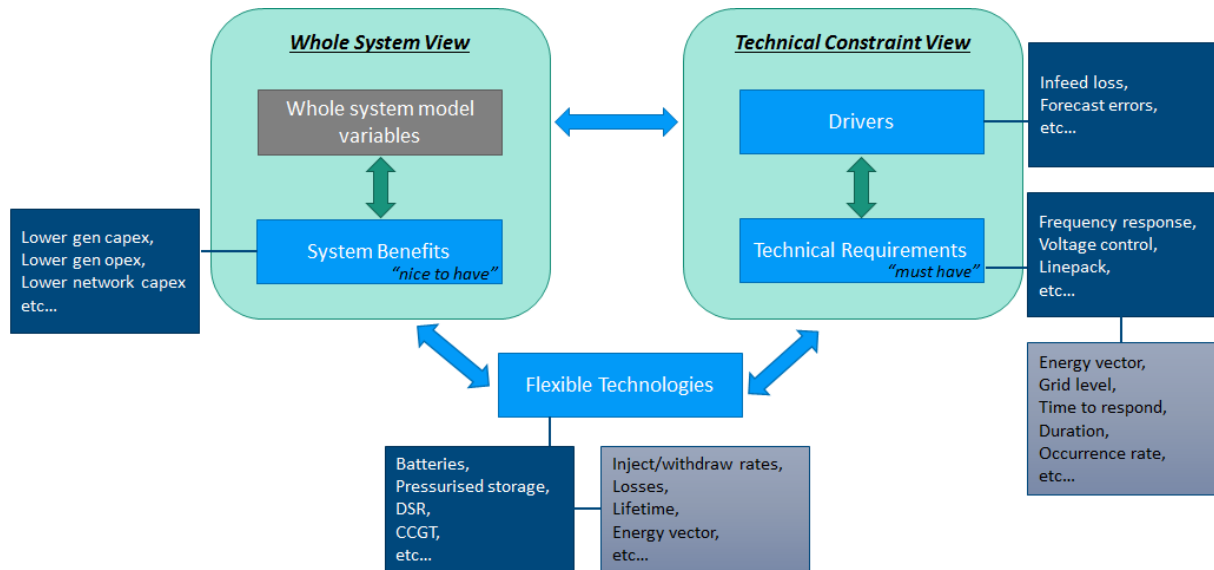 Whole System View
Whole system model
variables
System Benefits
"nice to have"
Lower gen capex,
Lower gen opex,
Lower network capex
etc...
Technical Constraint View
Drivers
Technical Requirements
"must have"
Infeed loss,
Forecast errors,
etc...
Frequency response,
Voltage control,
Linepack,
etc...
Energy vector,
Grid level,
Time to respond,
Duration,
Occurrence rate,
etc...
Flexible Technologies
Batteries,
Pressurised storage,
DSR,
CCGT,
etc...
Inject/withdraw rates,
Losses,
Lifetime,
Energy vector,
etc...